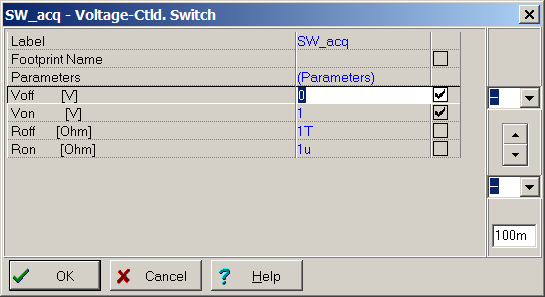 SW_acq - Voltage-Ctld. Switch
Label SW_acq
Footprint Name
Parameters (Parameters)
Voff [V] 0
Von [V] 1
Roff [Ohm] 1T
Ron [Ohm] 1u
100m
OK Cancel ? Help